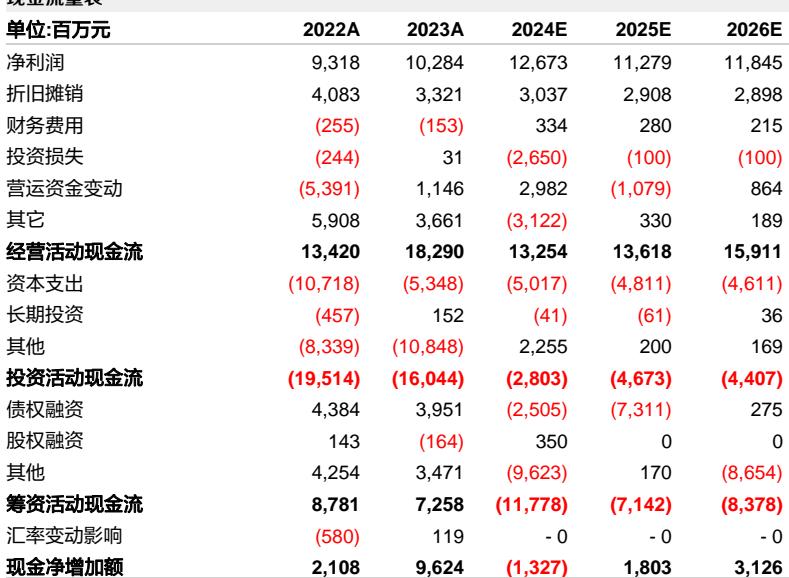 现金流量表
单位:百万元 2022A 2023A 2024E 2025E 2026E
净利润 9,318 10,284 12,673 11,279 11,845
折旧摊销 4,083 3,321 3,037 2,908 2,898
财务费用 (255) (153) 334 280 215
投资损失 (244) 31 (2,650) (100) (100)
营运资金变动 (5,391) 1,146 2,982 (1,079) 864
其它 5,908 3,661 (3,122) 330 189
经营活动现金流 13,420 18,290 13,254 13,618 15,911
资本支出 (10,718) (5,348) (5,017) (4,811) (4,611)
长期投资 (457) 152 (41) (61) 36
其他 (8,339) (10,848) 2,255 200 169
投资活动现金流 (19,514) (16,044) (2,803) (4,673) (4,407)
债权融资 4,384 3,951 (2,505) (7,311) 275
股权融资 143 (164) 350 0 0
其他 4,254 3,471 (9,623) 170 (8,654)
筹资活动现金流 8,781 7,258 (11,778) (7,142) (8,378)
汇率变动影响 (580) 119 - 0 - 0 - 0
现金净增加额 2,108 9,624 (1,327) 1,803 3,126